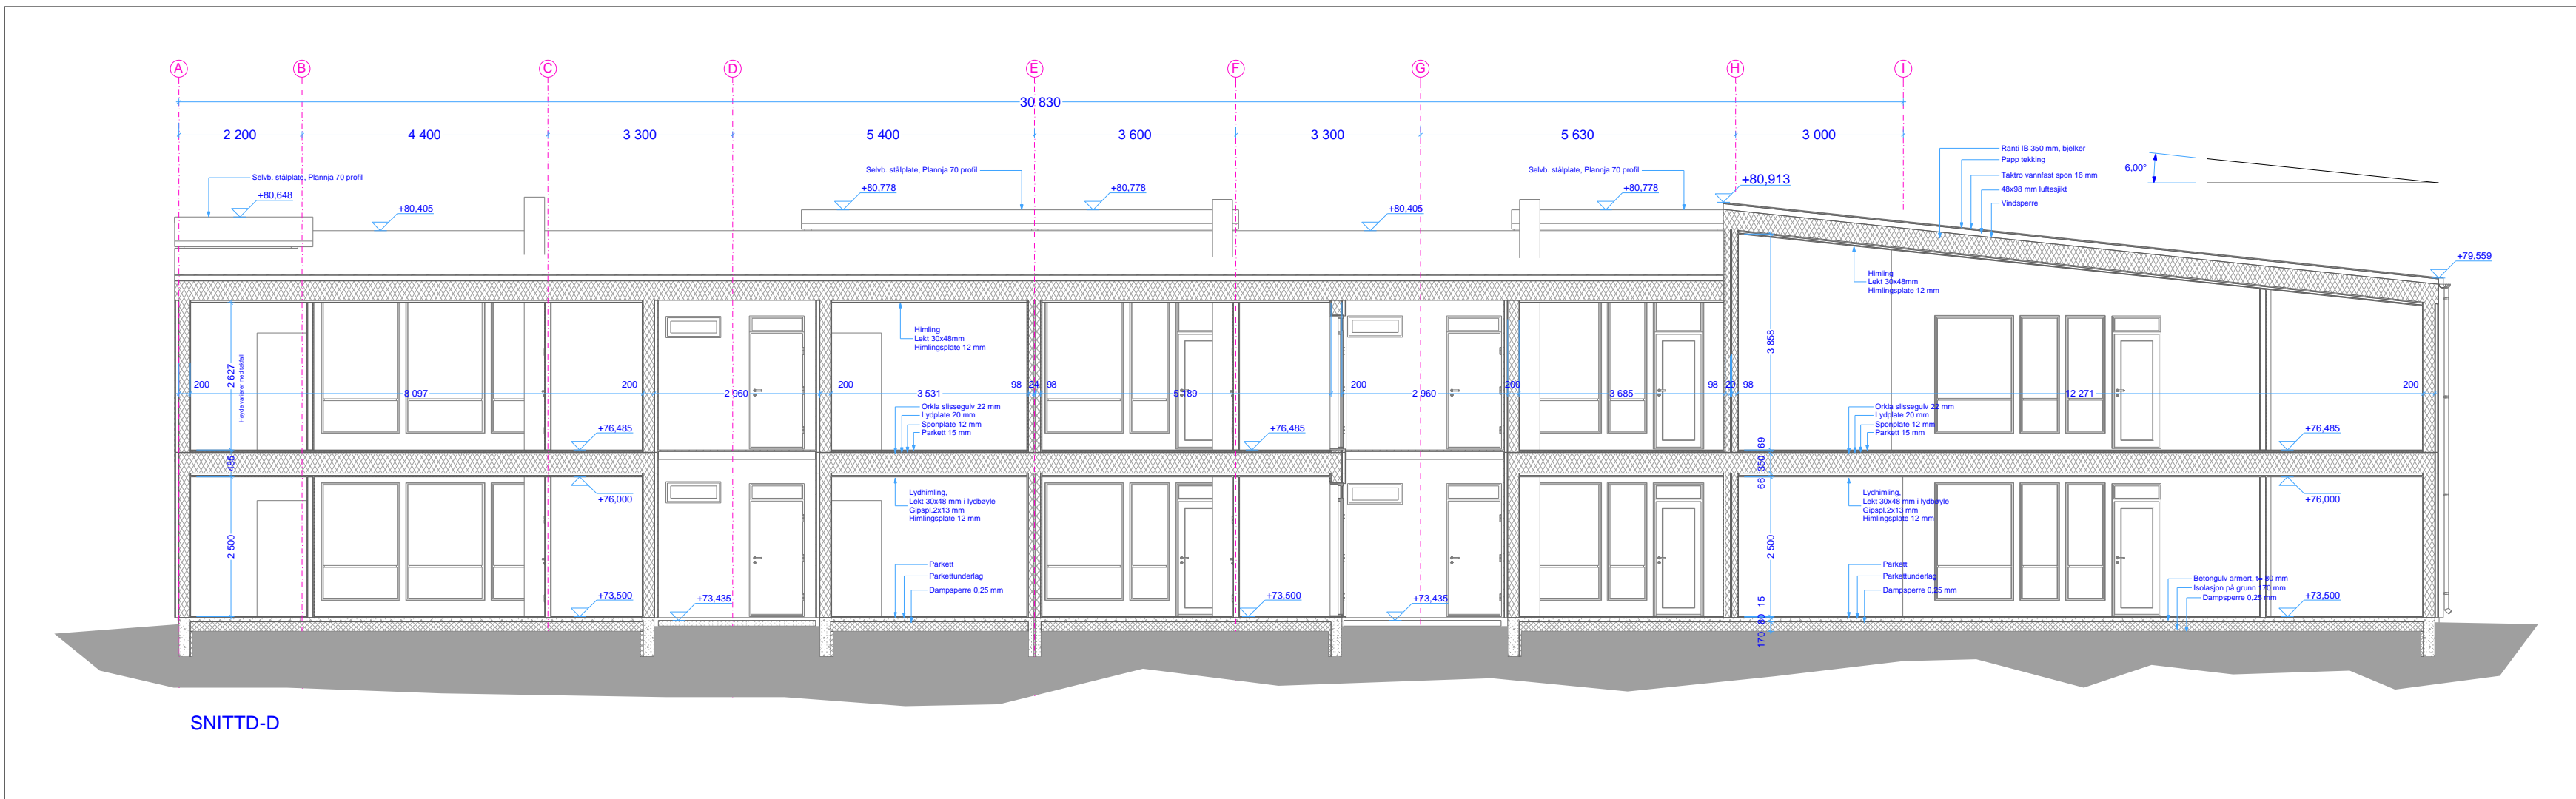 A B C D E F G H I
30 830
2 200 4 400 3 300 5 400 3 600 3 300 5 630 3 000
Selvb. stålplate, Plannja 70 profil
+80,648
+80,405
Selvb. stålplate, Plannja 70 profil
+80,778
+80,778
+80,405
Selvb. stålplate, Plannja 70 profil
+80,778
+80,913
Ranti IB 350 mm, bjelker
Papp tekking
Taktro vannfast spon 16 mm
48x98 mm luftesjikt
Vindsperre
6,00°
+79,559
Himling
Lekt 30x48mm
Himlingsplate 12 mm
Himling
Lekt 30x48mm
Himlingsplate 12 mm
2 627
Høyde varierer med takfall
3 858
200 8 097 200 2 960 200 3 531 98 24 98 5 189 200 2 960 200 3 685 98 20 98 12 271 200
Orkla slissegulv 22 mm
Lydplate 20 mm
Sponplate 12 mm
Parkett 15 mm
Orkla slissegulv 22 mm
Lydplate 20 mm
Sponplate 12 mm
Parkett 15 mm
+76,485
+76,485
+76,485
485
66 350 69
+76,000
+76,000
Lydhimling,
Lekt 30x48 mm i lydbøyle
Gipspl.2x13 mm
Himlingsplate 12 mm
Lydhimling,
Lekt 30x48 mm i lydbøyle
Gipspl.2x13 mm
Himlingsplate 12 mm
2 500
2 500
Parkett
Parkettunderlag
Dampsperre 0,25 mm
Parkett
Parkettunderlag
Dampsperre 0,25 mm
Betongulv armert, t= 80 mm
Isolasjon på grunn 170 mm
Dampsperre 0,25 mm
+73,500
+73,435
+73,500
+73,435
+73,500
170 80 15
SNITTD-D